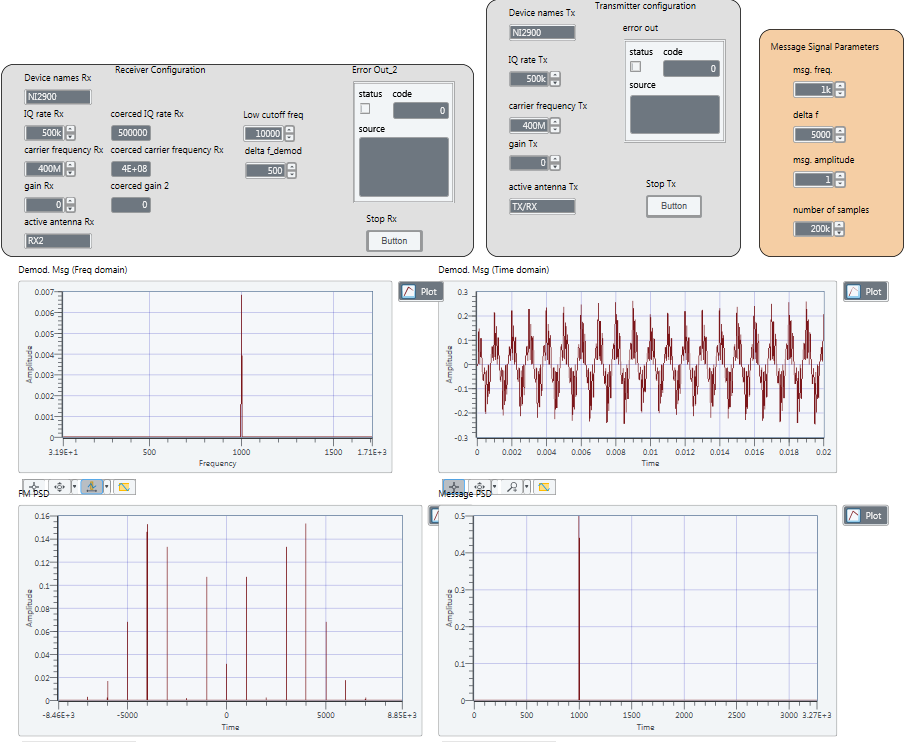 Receiver Configuration
Device names Rx
NI2900
IQ rate Rx
500k
coerced IQ rate Rx
500000
carrier frequency Rx
400M
coerced carrier frequency Rx
4E+08
gain Rx
0
coerced gain 2
0
active antenna Rx
RX2
Low cutoff freq
10000
delta f_demod
500
Error Out_2
status code
0
source
Stop Rx
Button
Transmitter configuration
Device names Tx
NI2900
IQ rate Tx
500k
carrier frequency Tx
400M
gain Tx
0
active antenna Tx
TX/RX
error out
status code
0
source
Stop Tx
Button
Message Signal Parameters
msg. freq.
1k
delta f
5000
msg. amplitude
1
number of samples
200k
Demod. Msg (Freq domain)
Plot
Amplitude
0.007
0.006
0.005
0.004
0.003
0.002
0.001
0
3.19E+1 500 1000 1500 1.71E+3
Frequency
Demod. Msg (Time domain)
Plot
Amplitude
0.3
0.2
0.1
0
-0.1
-0.2
-0.3
0 0.002 0.004 0.006 0.008 0.01 0.012 0.014 0.016 0.018 0.02
Time
FM PSD
Amplitude
0.16
0.14
0.12
0.1
0.08
0.06
0.04
0.02
0
-8.46E+3 -5000 0 5000 8.85E+3
Time
Message PSD
Plot
Amplitude
0.5
0.4
0.3
0.2
0.1
0
0 500 1000 1500 2000 2500 3000 3.27E+3
Time